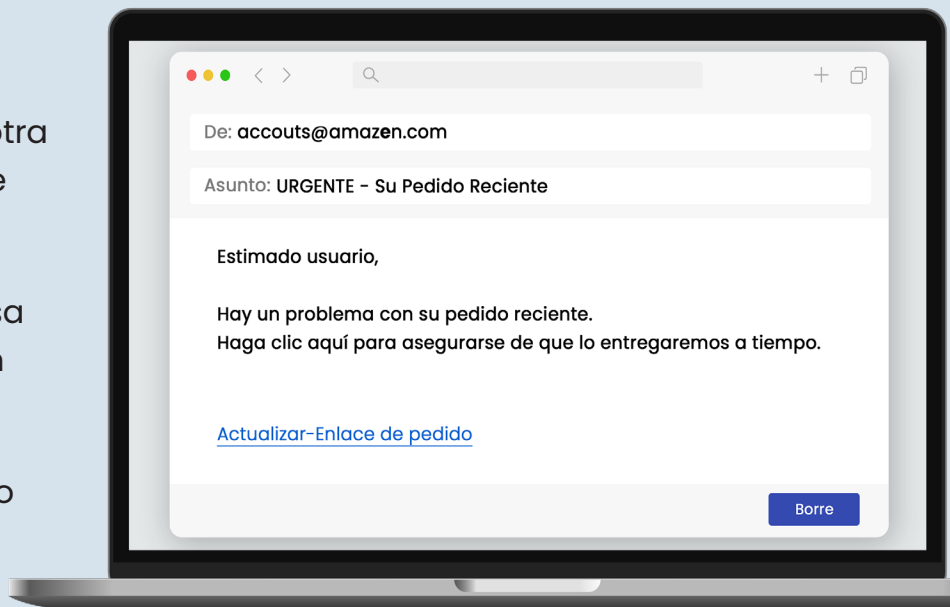 De: accouts@amazen.com
Asunto: URGENTE - Su Pedido Reciente
Estimado usuario,
Hay un problema con su pedido reciente.
Haga clic aquí para asegurarse de que lo entregaremos a tiempo.
Actualizar-Enlace de pedido
Borre